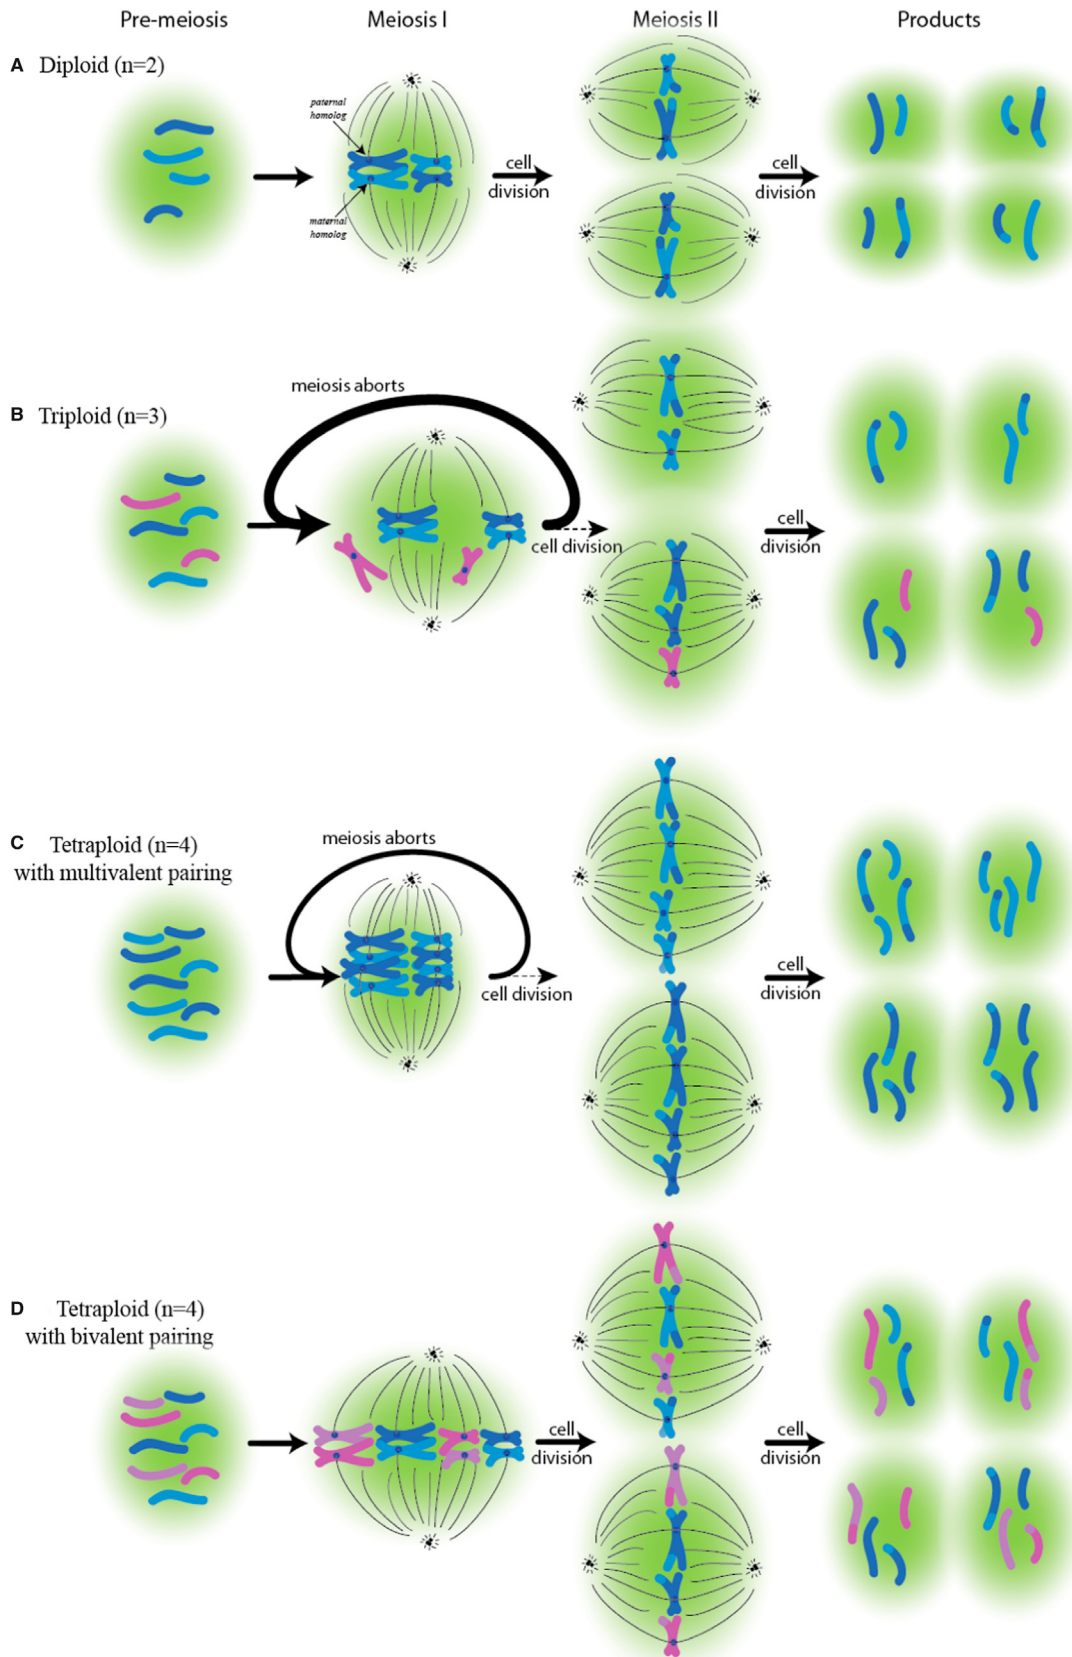 Pre-meiosis
Meiosis I
Meiosis II
Products
A Diploid (n=2)
paternal
homolog
maternal
homolog
cell
division
cell
division
B Triploid (n=3)
meiosis aborts
cell division
cell
division
C Tetraploid (n=4)
with multivalent pairing
meiosis aborts
cell division
cell
division
D Tetraploid (n=4)
with bivalent pairing
cell
division
cell
division